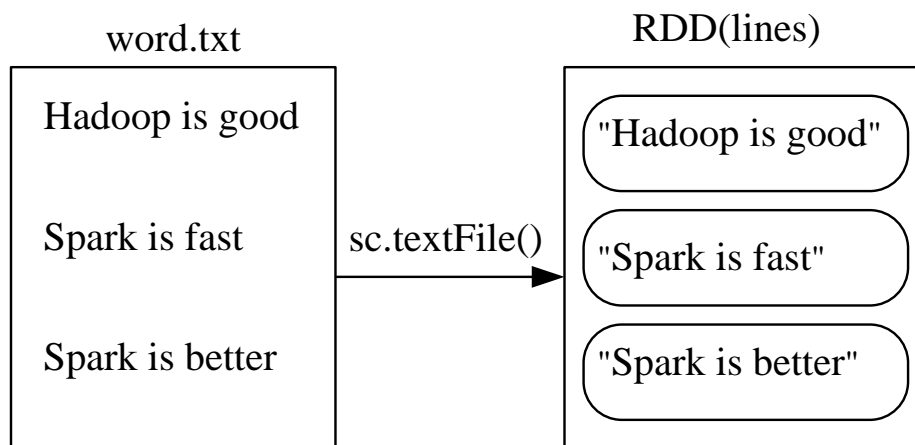 word.txt
Hadoop is good
Spark is fast
Spark is better
sc.textFile()
RDD(lines)
"Hadoop is good"
"Spark is fast"
"Spark is better"